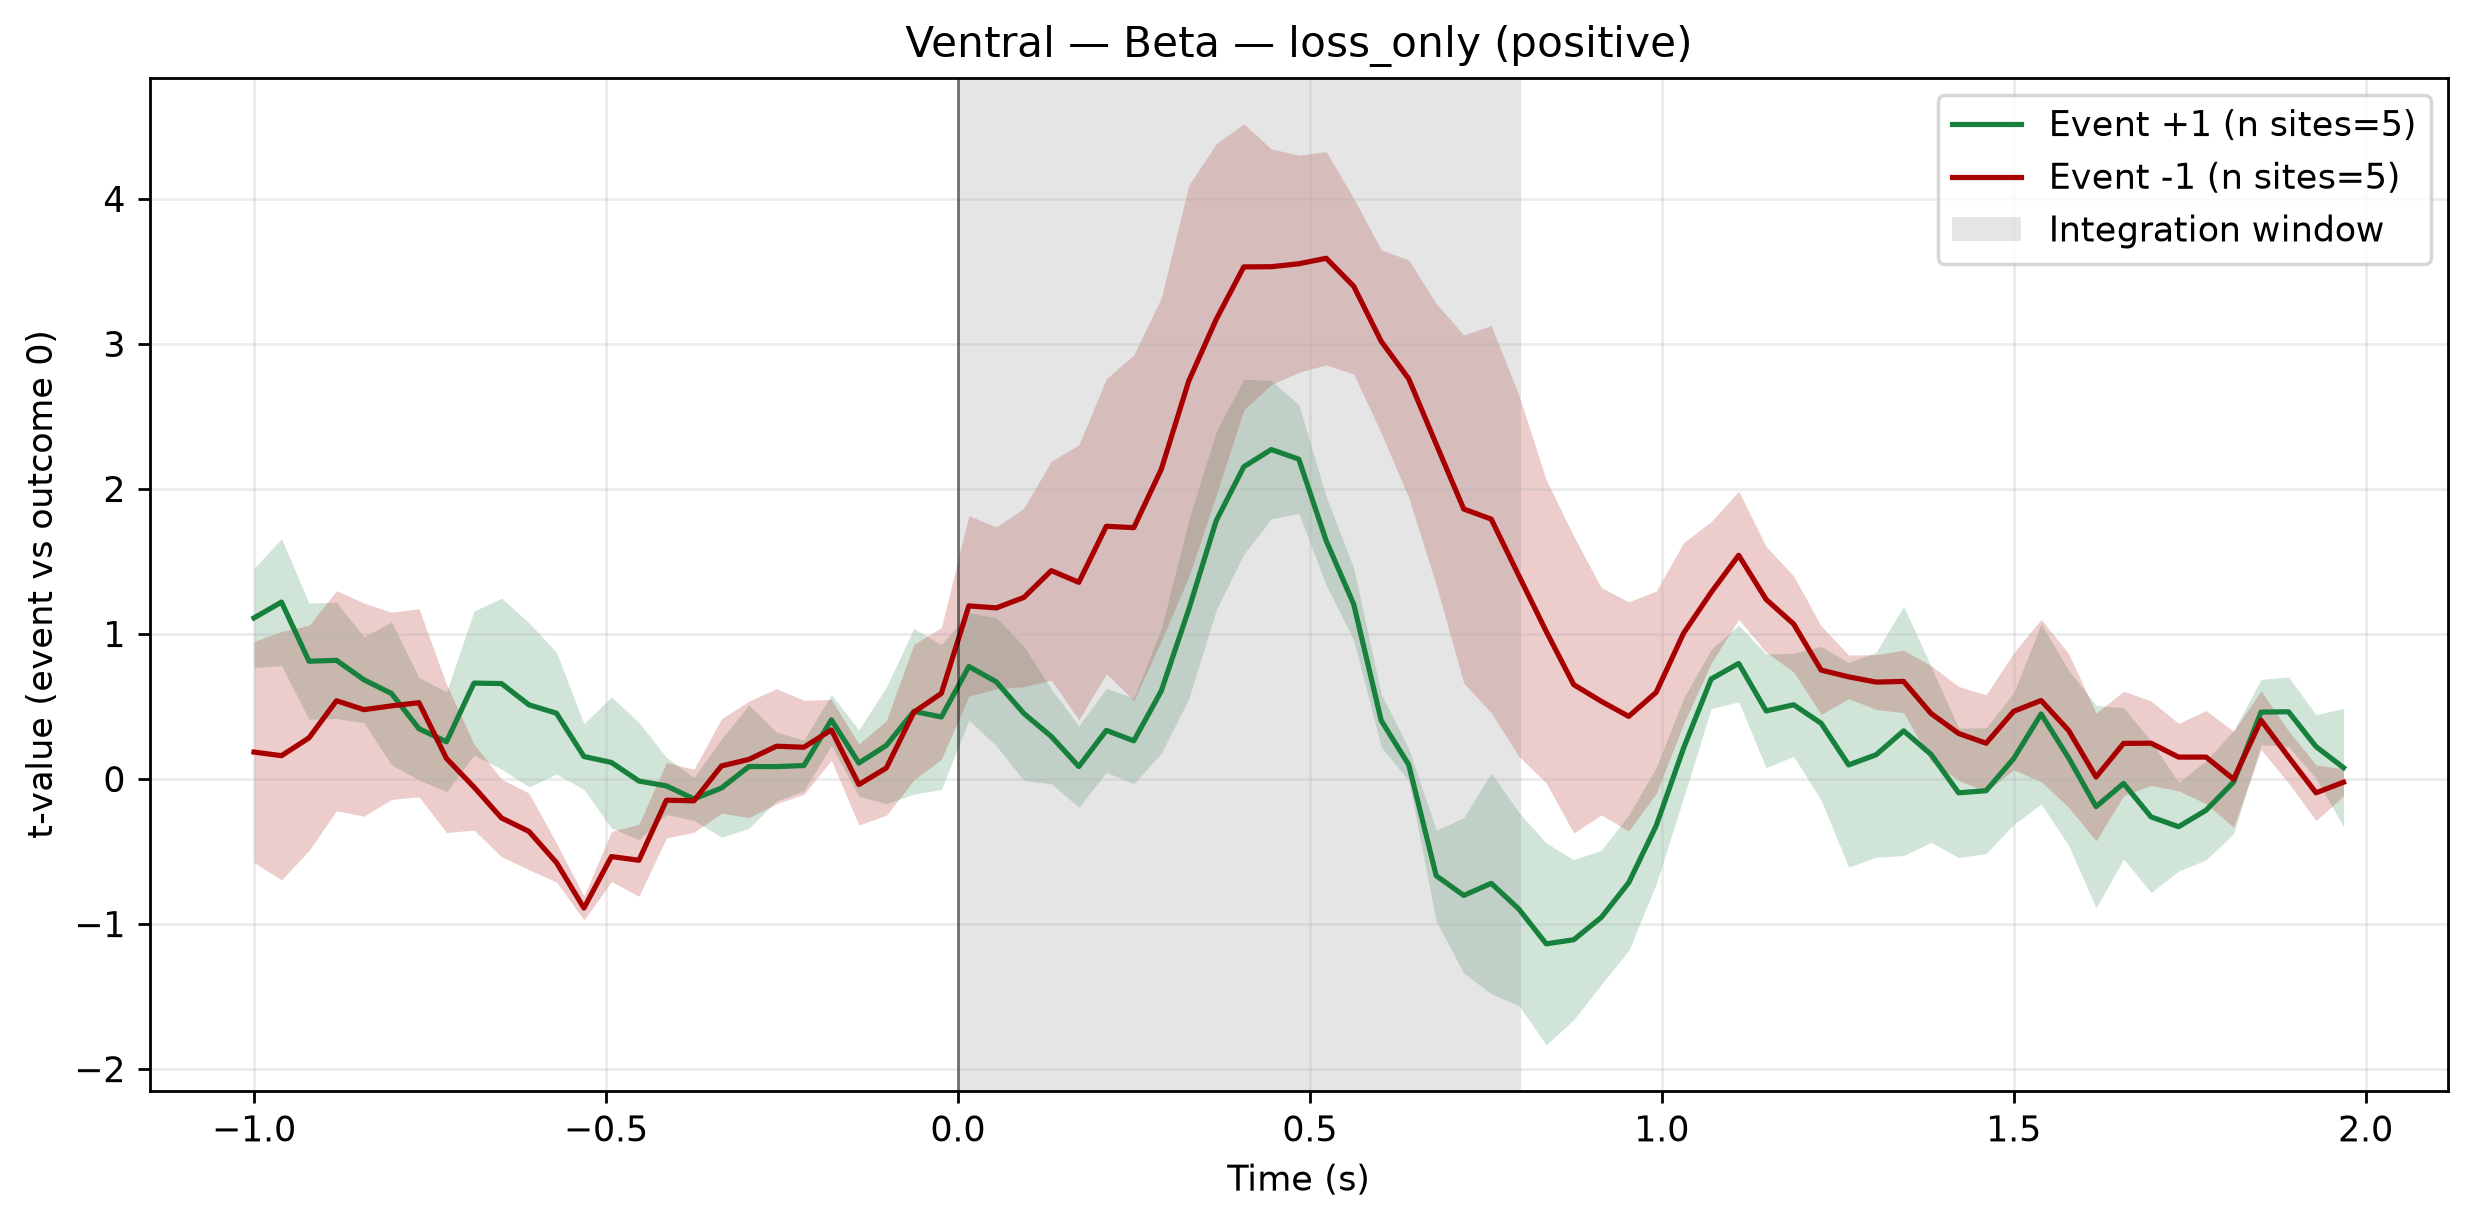 Ventral — Beta — loss_only (positive)
Event +1 (n sites=5)
Event -1 (n sites=5)
Integration window
t-value (event vs outcome 0)
4
3
2
1
0
−1
−2
−1.0
−0.5
0.0
0.5
1.0
1.5
2.0
Time (s)